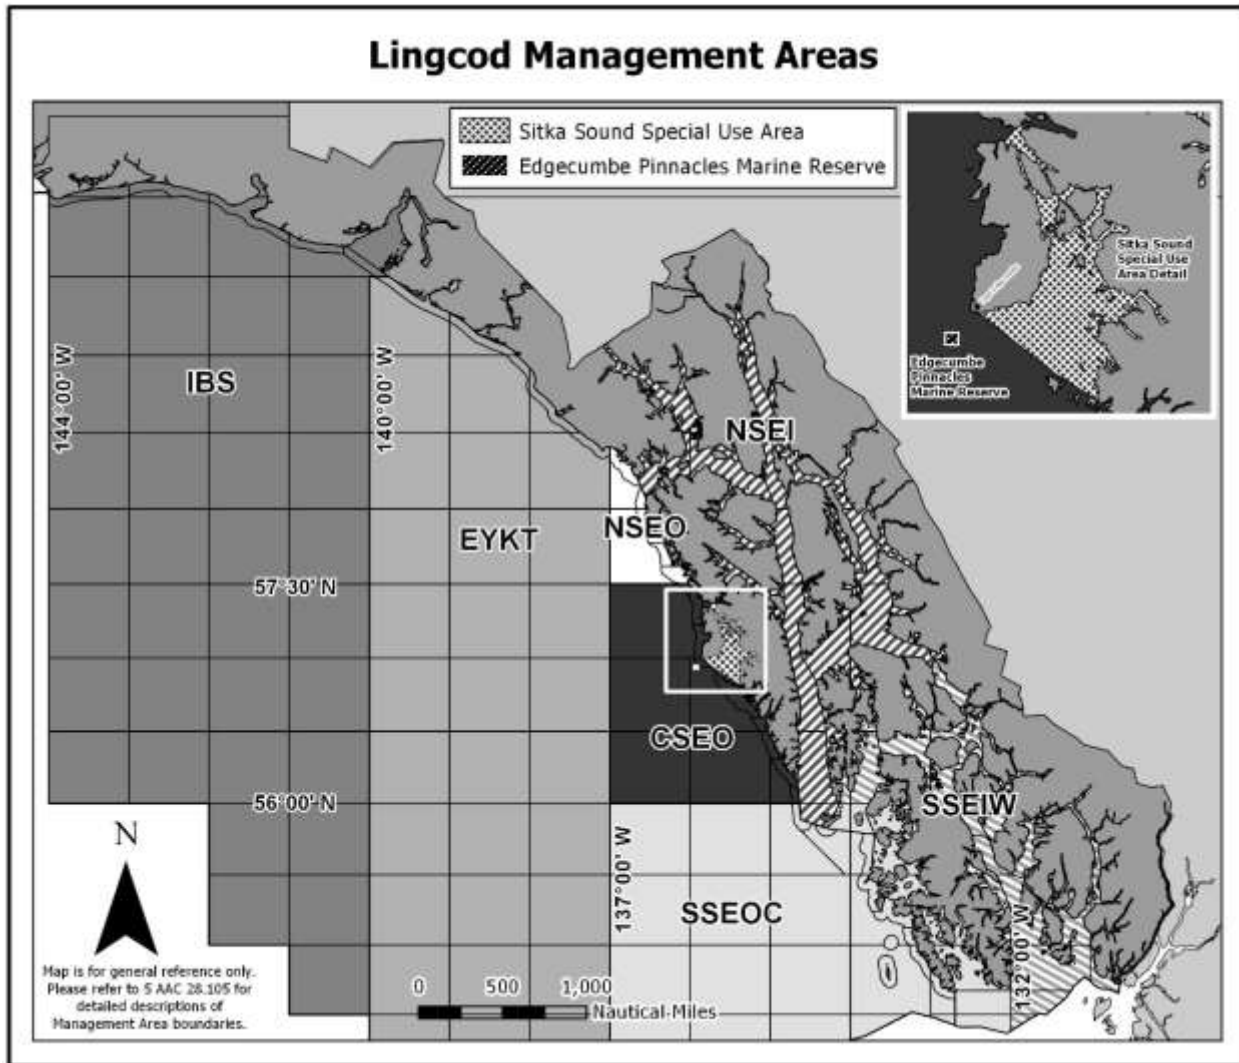 Lingcod Management Areas
Sitka Sound Special Use Area
Edgecumbe Pinnacles Marine Reserve
Sitka Sound
Special Use
Area Detail
Edgecumbe
Pinnacles
Marine Reserve
IBS
144°00' W
140°00' W
NSEI
NSEO
EYKT
57°30' N
CSEO
56°00' N
SSEIW
137°00' W
SSEOC
132°00' W
N
Map is for general reference only.
Please refer to 5 AAC 28.105 for
detailed descriptions of
Management Area boundaries.
0 500 1,000
Nautical Miles